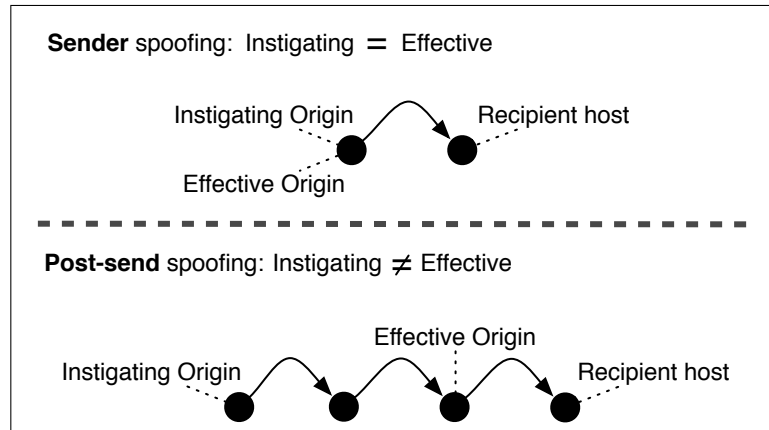 Sender spoofing: Instigating = Effective
Instigating Origin
Recipient host
Effective Origin
Post-send spoofing: Instigating ≠ Effective
Effective Origin
Instigating Origin
Recipient host